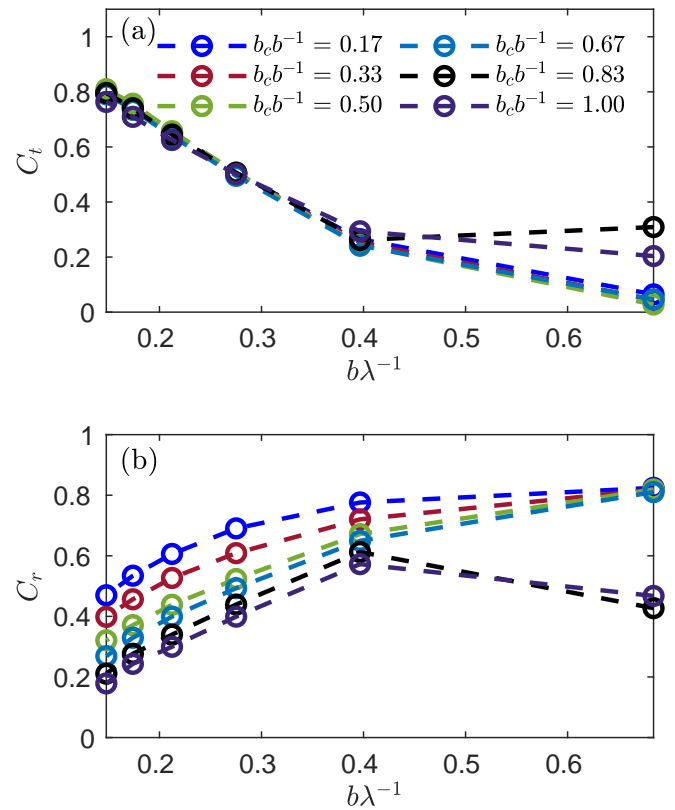 (a)
b_c b^{-1} = 0.17 b_c b^{-1} = 0.67
b_c b^{-1} = 0.33 b_c b^{-1} = 0.83
b_c b^{-1} = 0.50 b_c b^{-1} = 1.00
C_t
1
0.8
0.6
0.4
0.2
0
0.2 0.3 0.4 0.5 0.6
bλ^{-1}
(b)
C_r
1
0.8
0.6
0.4
0.2
0
0.2 0.3 0.4 0.5 0.6
bλ^{-1}